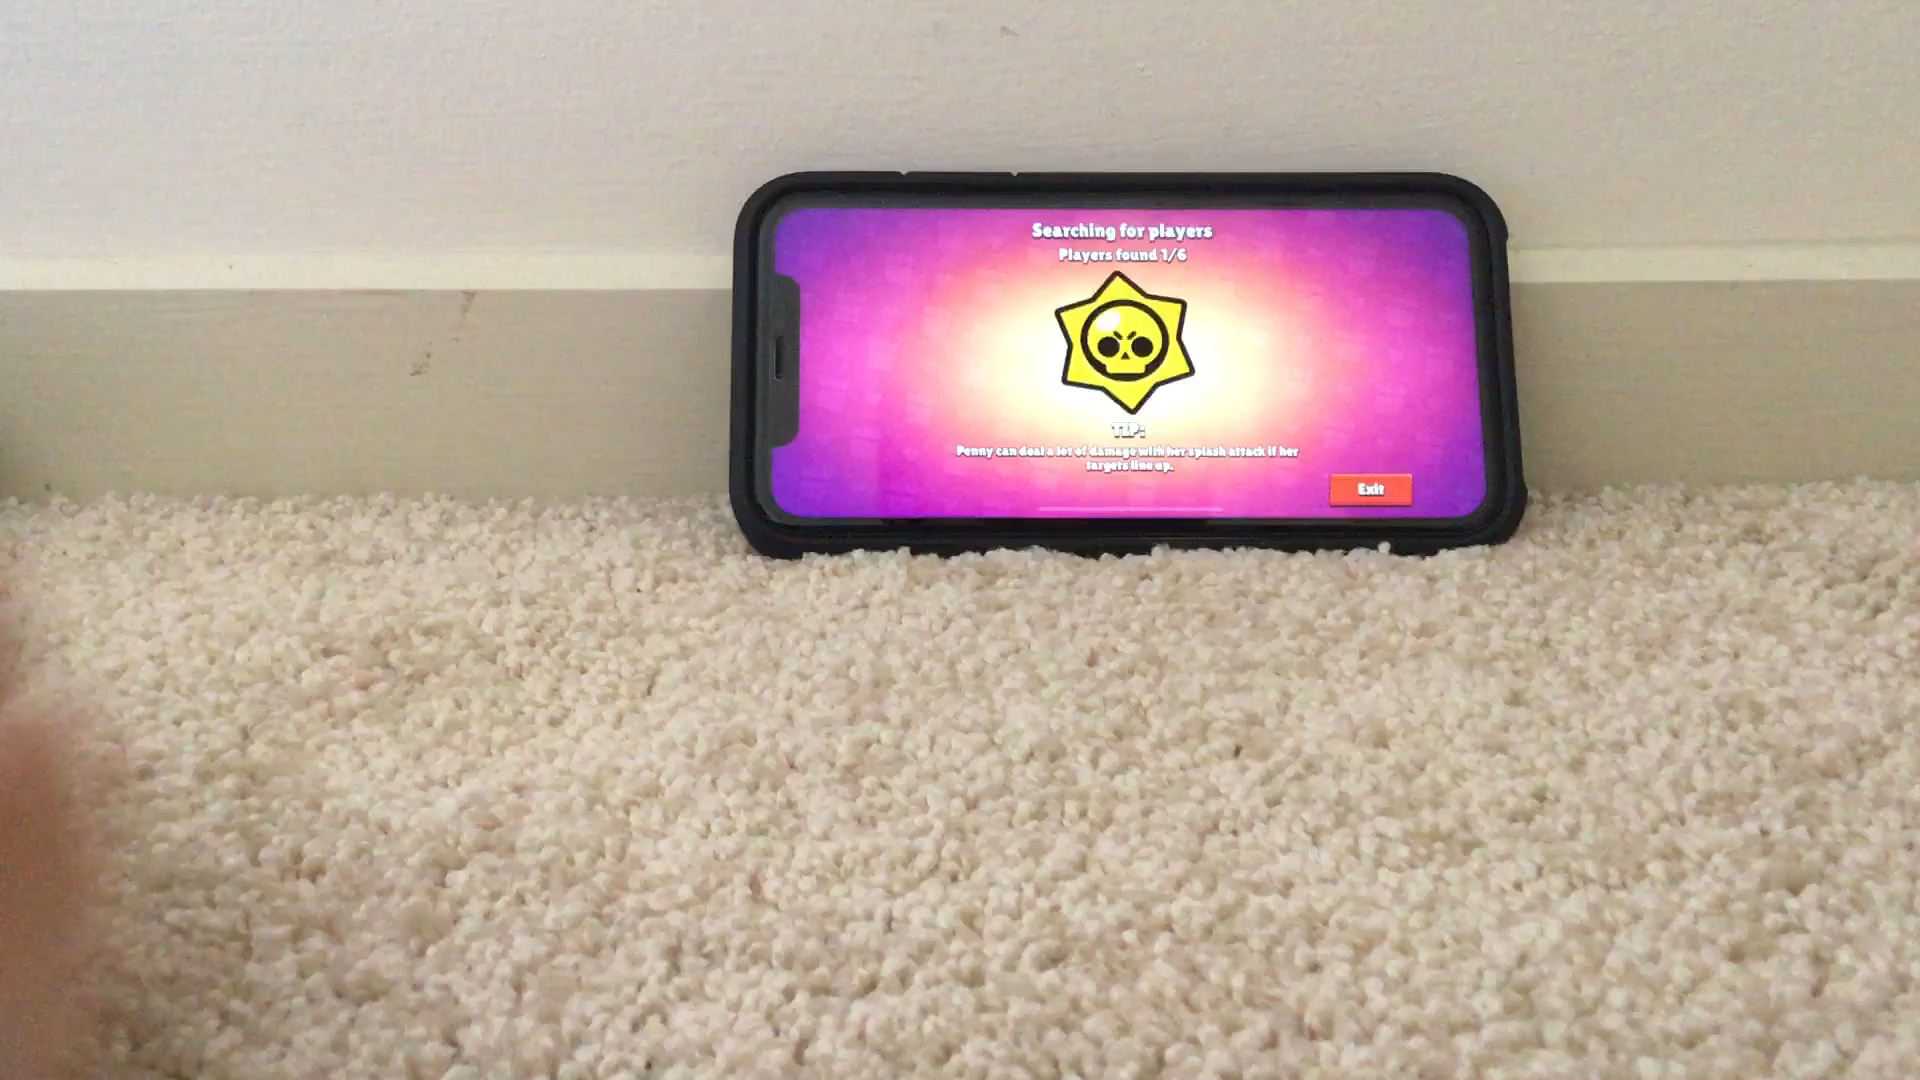 Searching for players
Players found 1/6
TIP:
Penny can deal a lot of damage with her splash attack if her
targets line up.
Exit